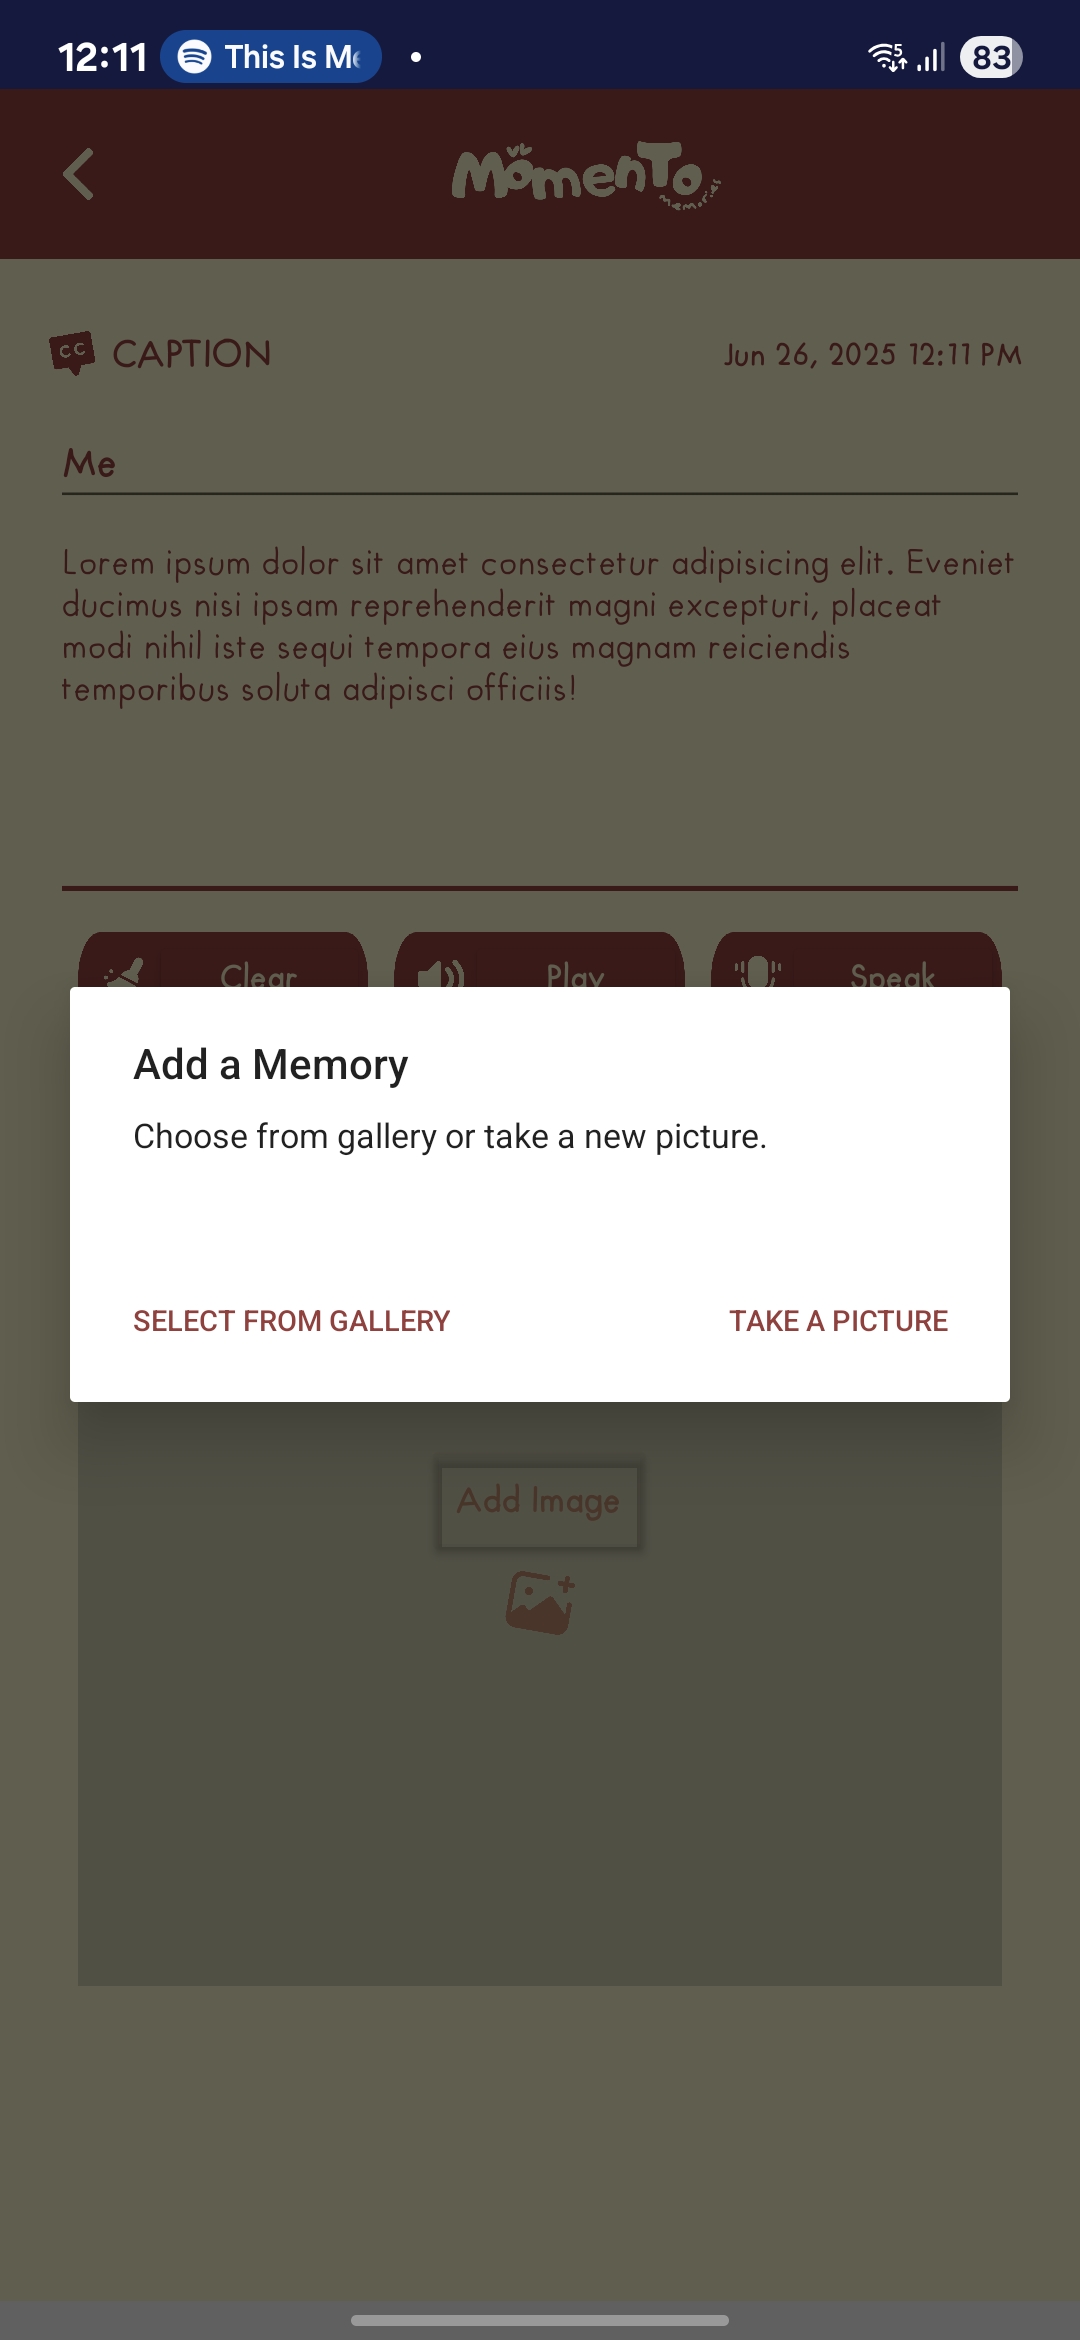 12:11
This Is M
83
MomenTo
memories
CC CAPTION
Jun 26, 2025 12:11 PM
Me
Lorem ipsum dolor sit amet consectetur adipisicing elit. Eveniet
ducimus nisi ipsam reprehenderit magni excepturi, placeat
modi nihil iste sequi tempora eius magnam reiciendis
temporibus soluta adipisci officiis!
Clear
Play
Speak
Add a Memory
Choose from gallery or take a new picture.
SELECT FROM GALLERY
TAKE A PICTURE
Add Image